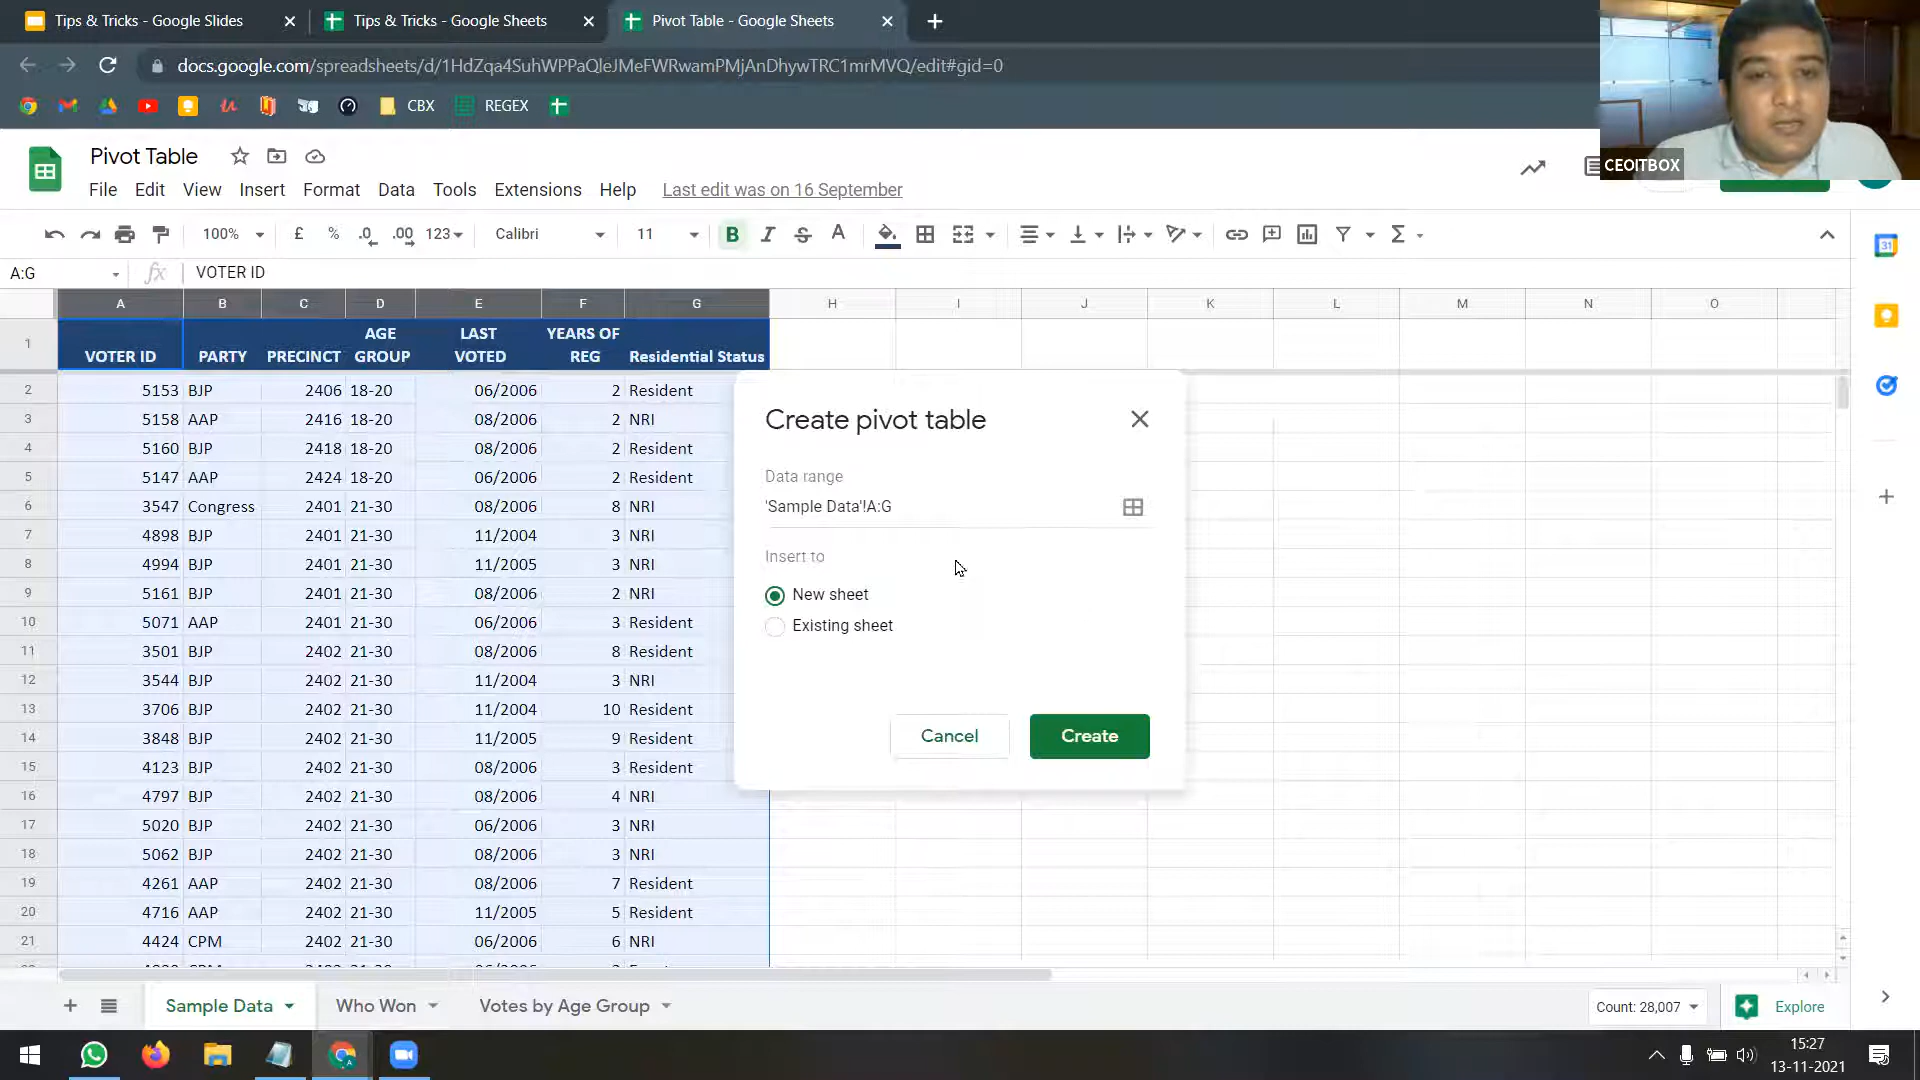 Tips & Tricks - Google Slides
Tips & Tricks - Google Sheets
Pivot Table - Google Sheets
docs.google.com/spreadsheets/d/1HdZqa4SuhWPPaQleJMeFWRwamPMjAnDhywTRC1mrMVQ/edit#gid=0
CBX
REGEX
CEOITBOX
Pivot Table
File Edit View Insert Format Data Tools Extensions Help Last edit was on 16 September
100% £ % .0 .00 123 Calibri 11 B I S A Σ
A:G fx VOTER ID
A B C D E F G H I J K L M N O
1 VOTER ID PARTY PRECINCT AGE GROUP LAST VOTED YEARS OF REG Residential Status
2 5153 BJP 2406 18-20 06/2006 2 Resident
3 5158 AAP 2416 18-20 08/2006 2 NRI
4 5160 BJP 2418 18-20 08/2006 2 Resident
5 5147 AAP 2424 18-20 06/2006 2 Resident
6 3547 Congress 2401 21-30 08/2006 8 NRI
7 4898 BJP 2401 21-30 11/2004 3 NRI
8 4994 BJP 2401 21-30 11/2005 3 NRI
9 5161 BJP 2401 21-30 08/2006 2 NRI
10 5071 AAP 2401 21-30 06/2006 3 Resident
11 3501 BJP 2402 21-30 08/2006 8 Resident
12 3544 BJP 2402 21-30 11/2004 3 NRI
13 3706 BJP 2402 21-30 11/2004 10 Resident
14 3848 BJP 2402 21-30 11/2005 9 Resident
15 4123 BJP 2402 21-30 08/2006 3 Resident
16 4797 BJP 2402 21-30 08/2006 4 NRI
17 5020 BJP 2402 21-30 06/2006 3 NRI
18 5062 BJP 2402 21-30 08/2006 3 NRI
19 4261 AAP 2402 21-30 08/2006 7 Resident
20 4716 AAP 2402 21-30 11/2005 5 Resident
21 4424 CPM 2402 21-30 06/2006 6 NRI
Create pivot table
Data range
'Sample Data'!A:G
Insert to
New sheet
Existing sheet
Cancel
Create
31
Sample Data
Who Won
Votes by Age Group
Count: 28,007
Explore
15:27
13-11-2021